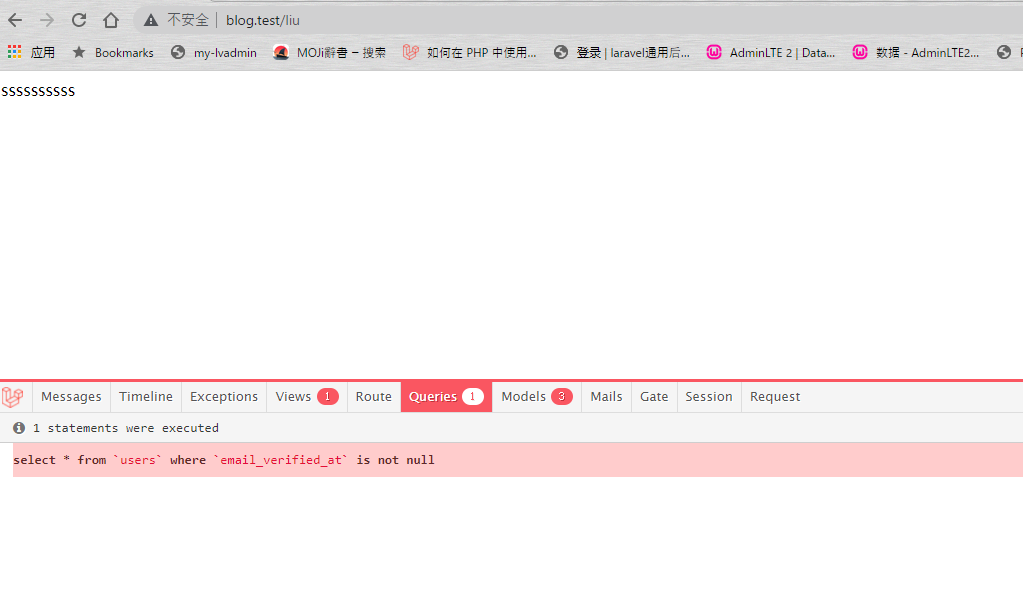 不安全 blog.test/liu
应用 Bookmarks my-lvadmin MOJi辭書 – 搜索 如何在 PHP 中使用... 登录 | laravel通用后... AdminLTE 2 | Data... 数据 - AdminLTE2...
ssssssssss
Messages Timeline Exceptions Views 1 Route Queries 1 Models 3 Mails Gate Session Request
1 statements were executed
select * from `users` where `email_verified_at` is not null